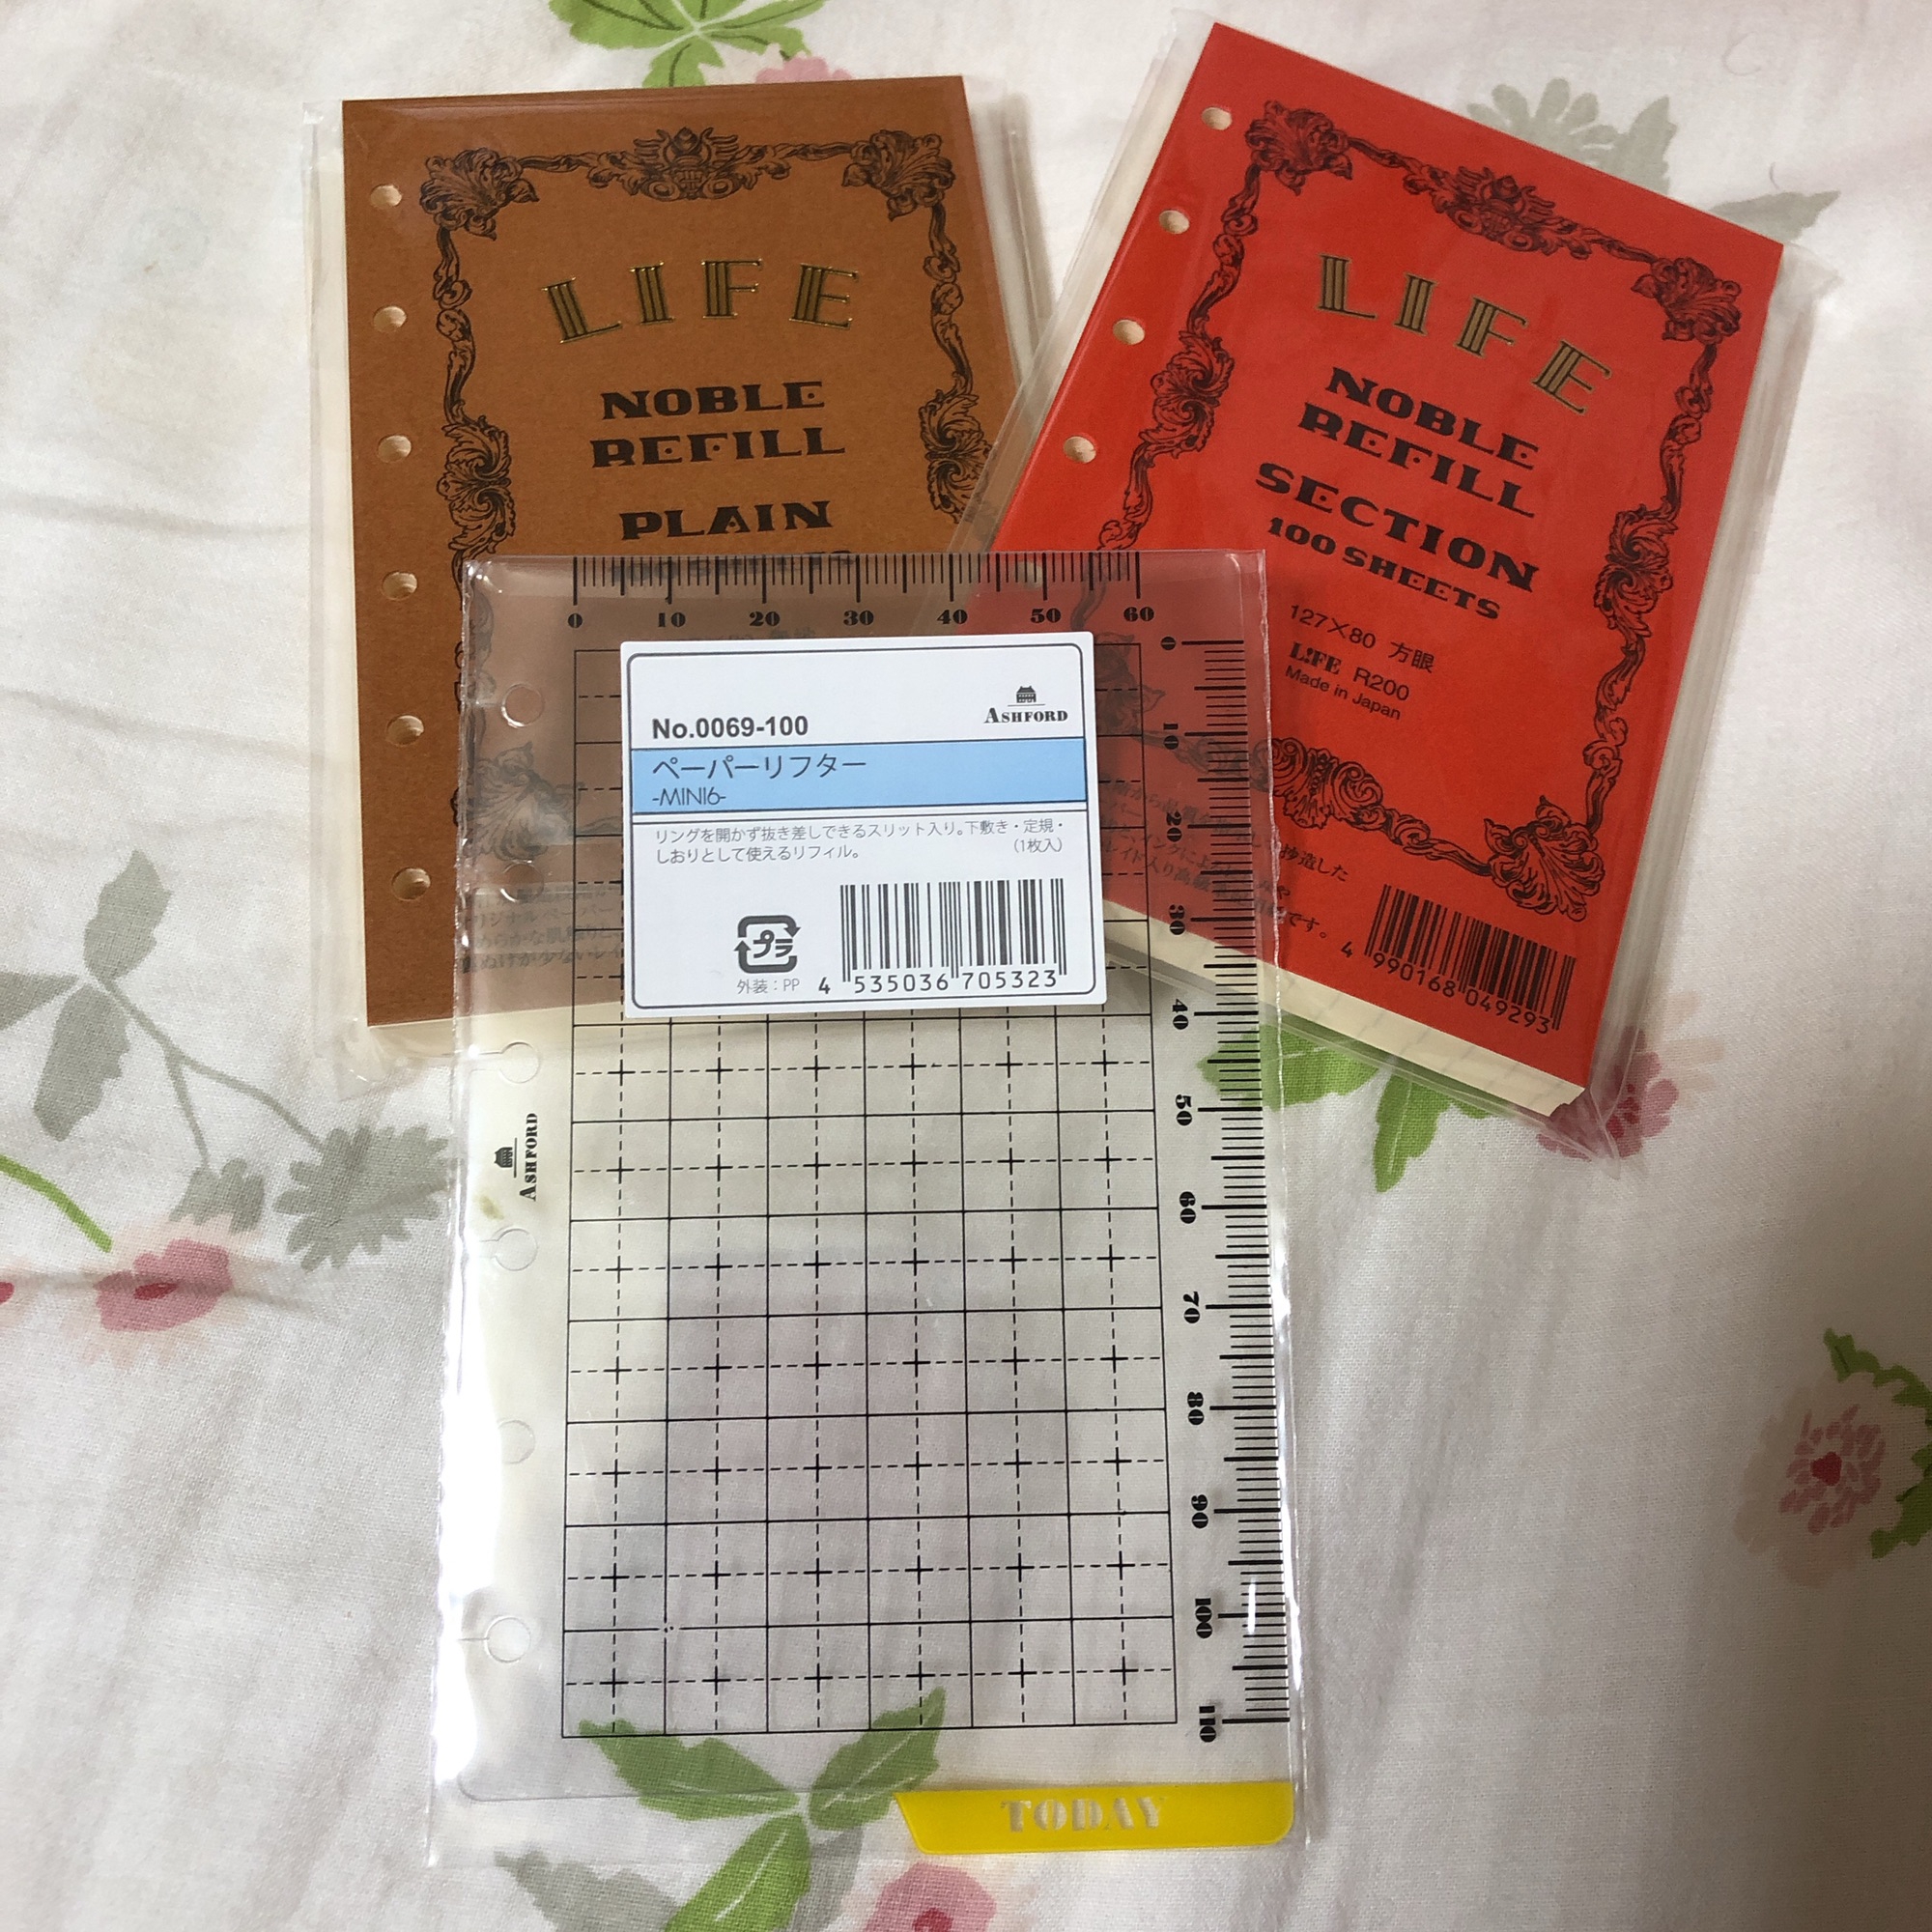 LIFE
NOBLE
REFILL
PLAIN
LIFE
NOBLE
REFILL
SECTION
100 SHEETS
127×80 方眼
L!FE R200
Made in Japan
4 990168 049293
0 10 20 30 40 50 60
No.0069-100
ASHFORD
ペーパーリフター
-MINI6-
リングを開かず抜き差しできるスリット入り。下敷き・定規・
しおりとして使えるリフィル。 (1枚入)
プラ
外装:PP
4 535036 705323
ASHFORD
0
10
20
30
40
50
60
70
80
90
100
110
TODAY